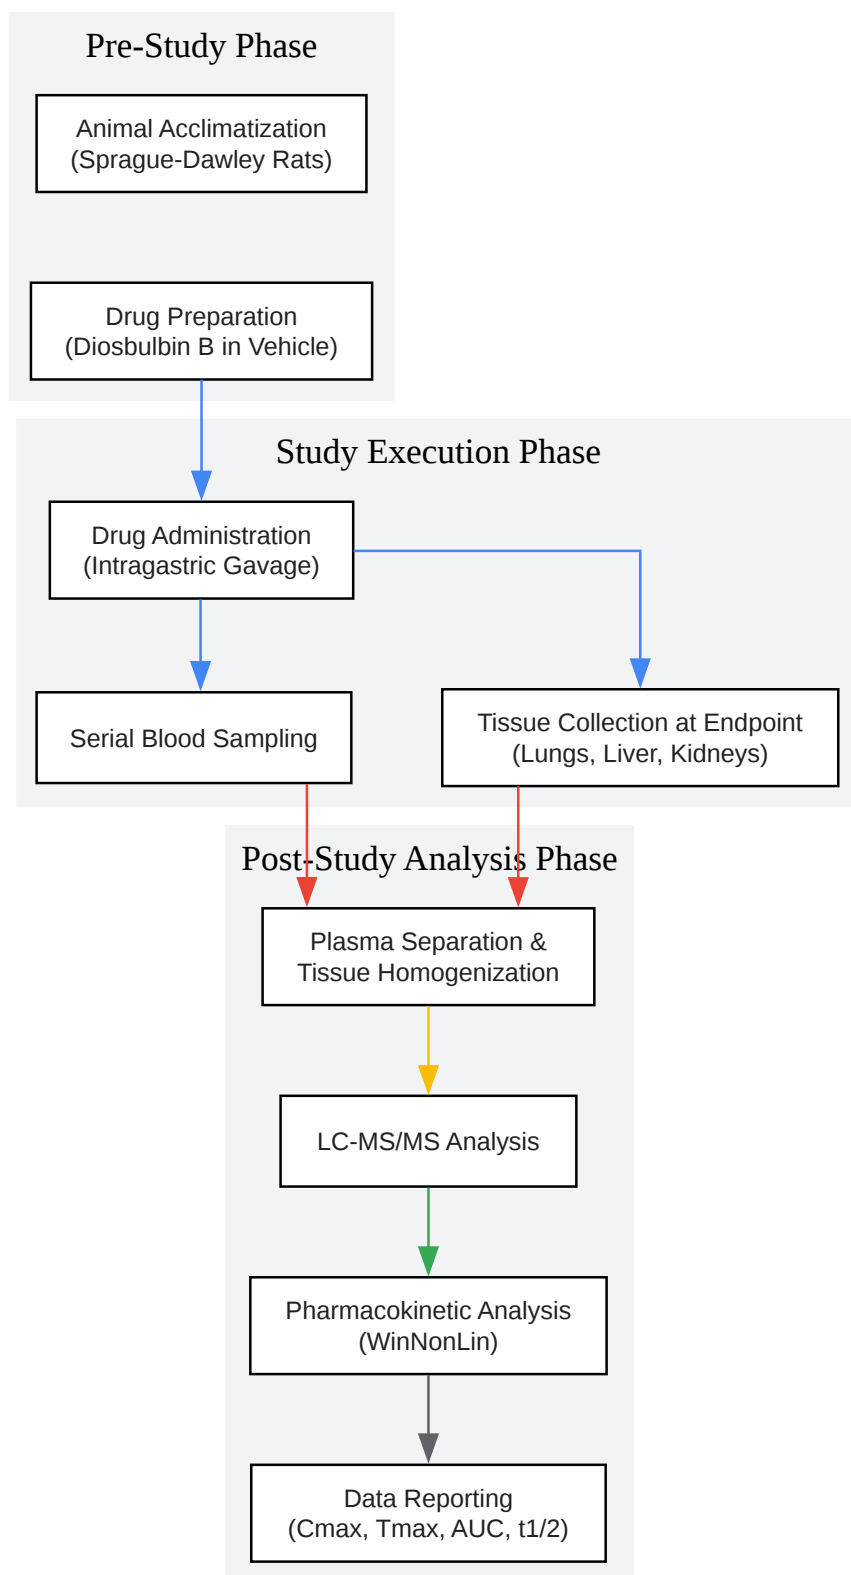 Pre-Study Phase
Animal Acclimatization
(Sprague-Dawley Rats)
Drug Preparation
(Diosbulbin B in Vehicle)
Study Execution Phase
Drug Administration
(Intragastric Gavage)
Serial Blood Sampling
Tissue Collection at Endpoint
(Lungs, Liver, Kidneys)
Post-Study Analysis Phase
Plasma Separation &
Tissue Homogenization
LC-MS/MS Analysis
Pharmacokinetic Analysis
(WinNonLin)
Data Reporting
(Cmax, Tmax, AUC, t1/2)